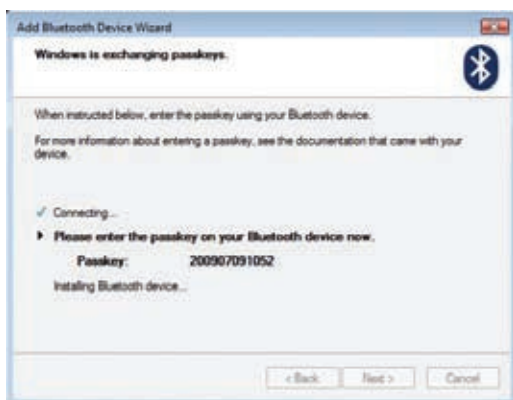 Add Bluetooth Device Wizard
Windows is exchanging passkeys.
When instructed below, enter the passkey using your Bluetooth device.
For more information about entering a passkey, see the documentation that came with your
device.
Connecting...
Please enter the passkey on your Bluetooth device now.
Passkey: 200907091052
Installing Bluetooth device...
< Back Next > Cancel